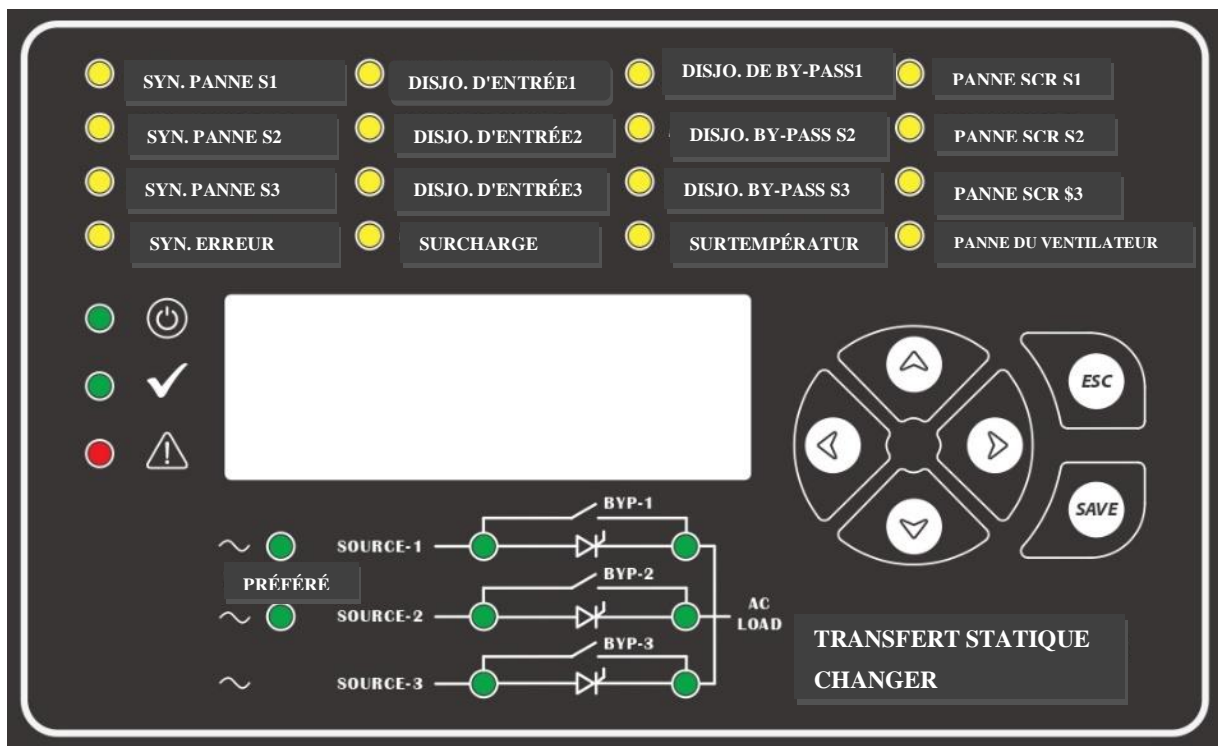 SYN. PANNE S1
DISJO. D'ENTRÉE1
DISJO. DE BY-PASS1
PANNE SCR S1
SYN. PANNE S2
DISJO. D'ENTRÉE2
DISJO. BY-PASS S2
PANNE SCR S2
SYN. PANNE S3
DISJO. D'ENTRÉE3
DISJO. BY-PASS S3
PANNE SCR $3
SYN. ERREUR
SURCHARGE
SURTEMPÉRATUR
PANNE DU VENTILATEUR
ESC
SAVE
BYP-1
SOURCE-1
PRÉFÉRÉ
BYP-2
SOURCE-2
AC
LOAD
BYP-3
SOURCE-3
TRANSFERT STATIQUE
CHANGER